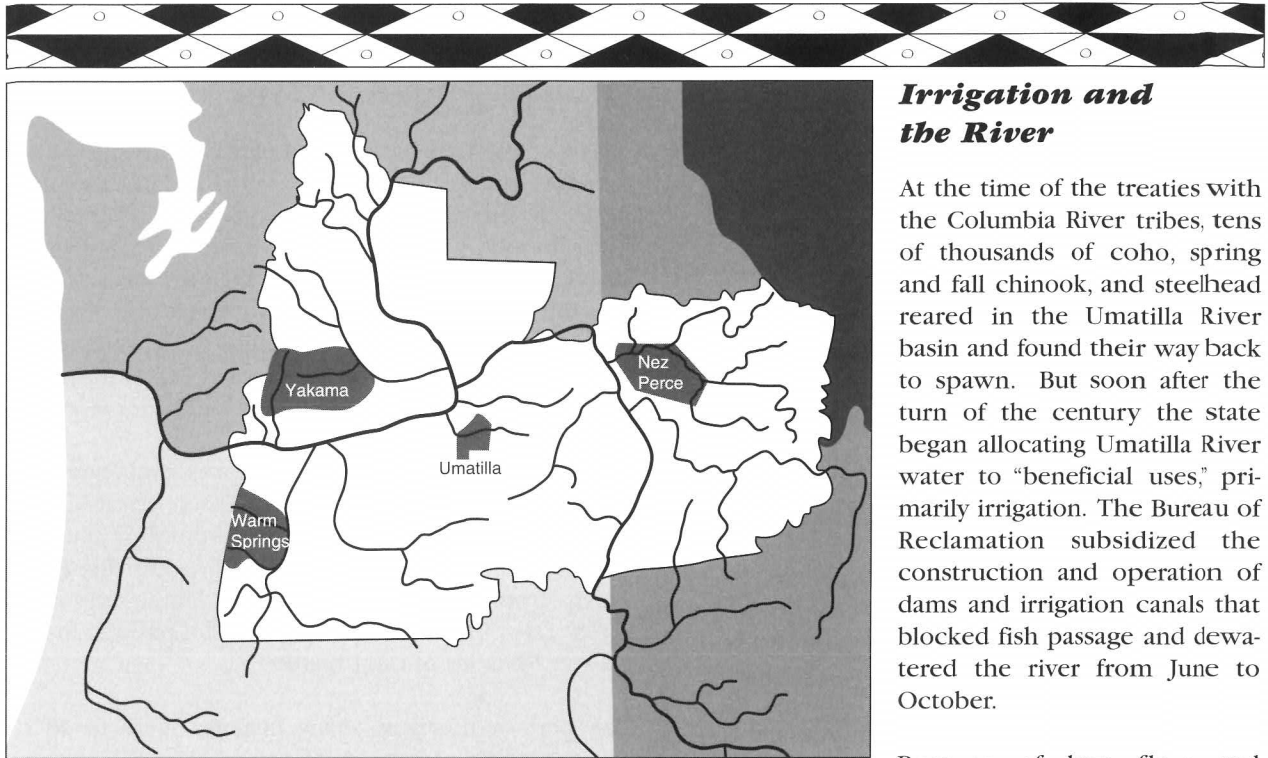 Irrigation and
the River
At the time of the treaties with
the Columbia River tribes, tens
of thousands of coho, spring
and fall chinook, and steelhead
reared in the Umatilla River
basin and found their way back
to spawn. But soon after the
turn of the century the state
began allocating Umatilla River
water to “beneficial uses,” pri-
marily irrigation. The Bureau of
Reclamation subsidized the
construction and operation of
dams and irrigation canals that
blocked fish passage and dewa-
tered the river from June to
October.
Yakama
Nez
Perce
Umatilla
Warm
Springs